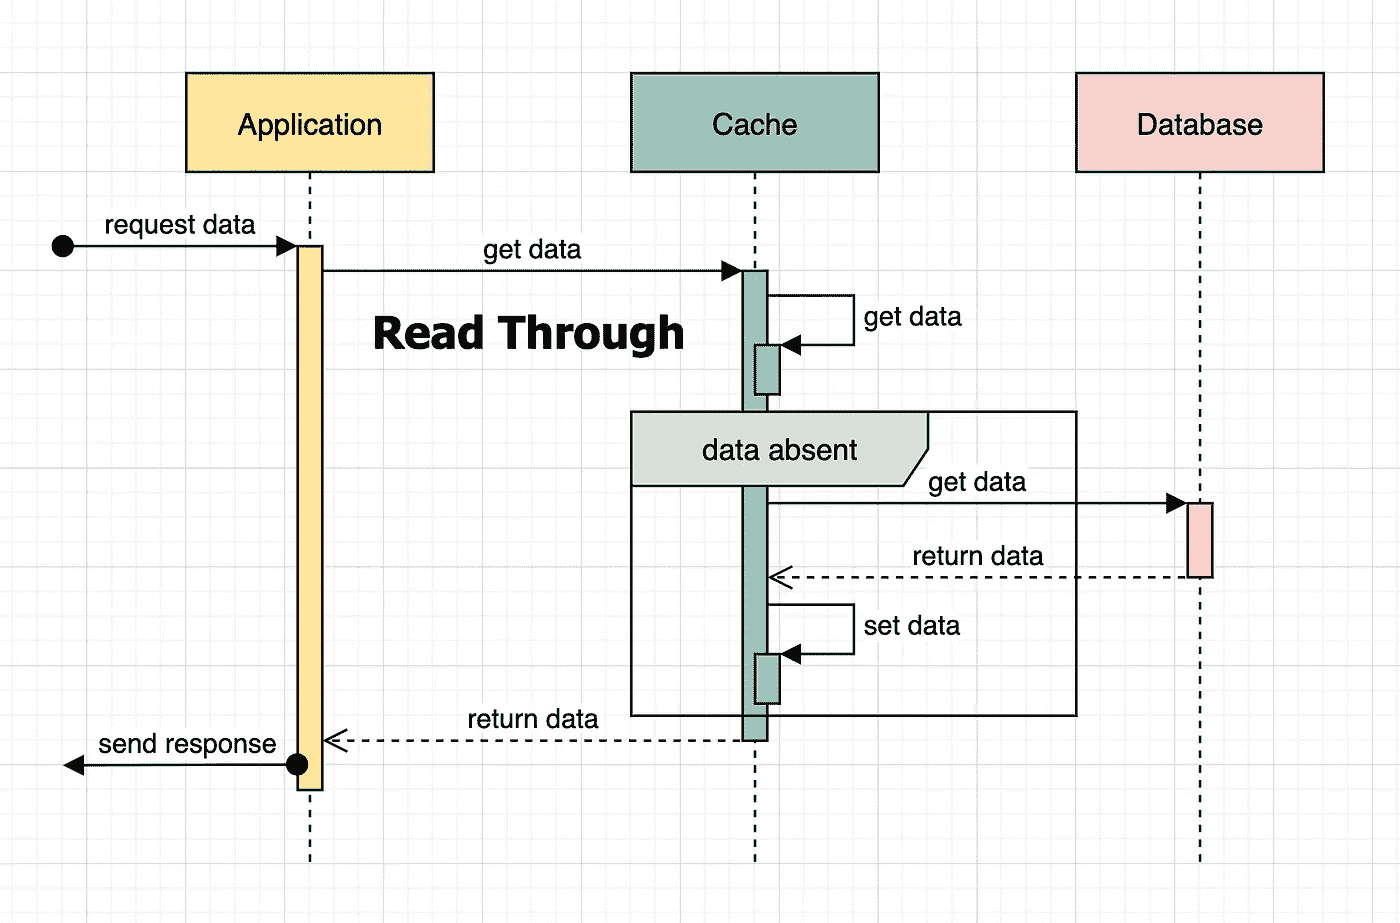 Application
Cache
Database
request data
get data
get data
Read Through
data absent
get data
return data
set data
return data
send response